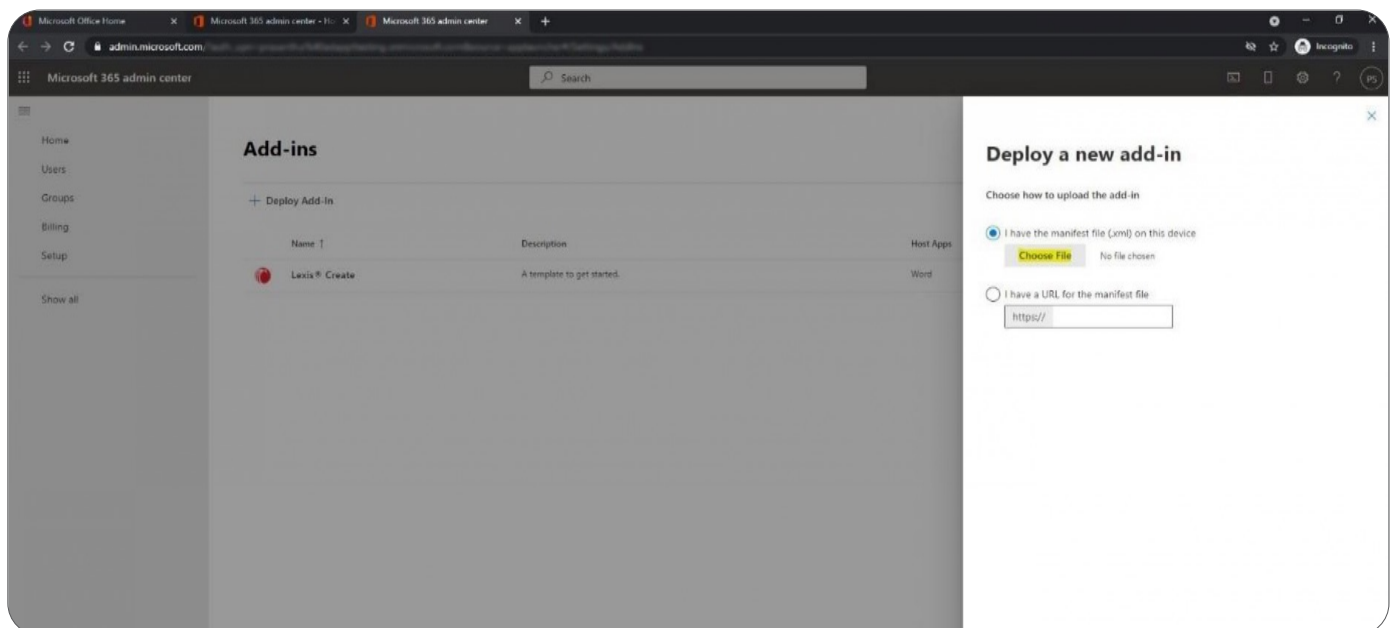 Microsoft Office Home
Microsoft 365 admin center - Ho
Microsoft 365 admin center
admin.microsoft.com/
Incognito
Microsoft 365 admin center
Search
PS
Home
Users
Groups
Billing
Setup
Show all
Add-ins
Deploy Add-In
Name ↑ Description Host Apps
Lexis® Create A template to get started. Word
Deploy a new add-in
Choose how to upload the add-in
I have the manifest file (.xml) on this device
Choose File No file chosen
I have a URL for the manifest file
https://